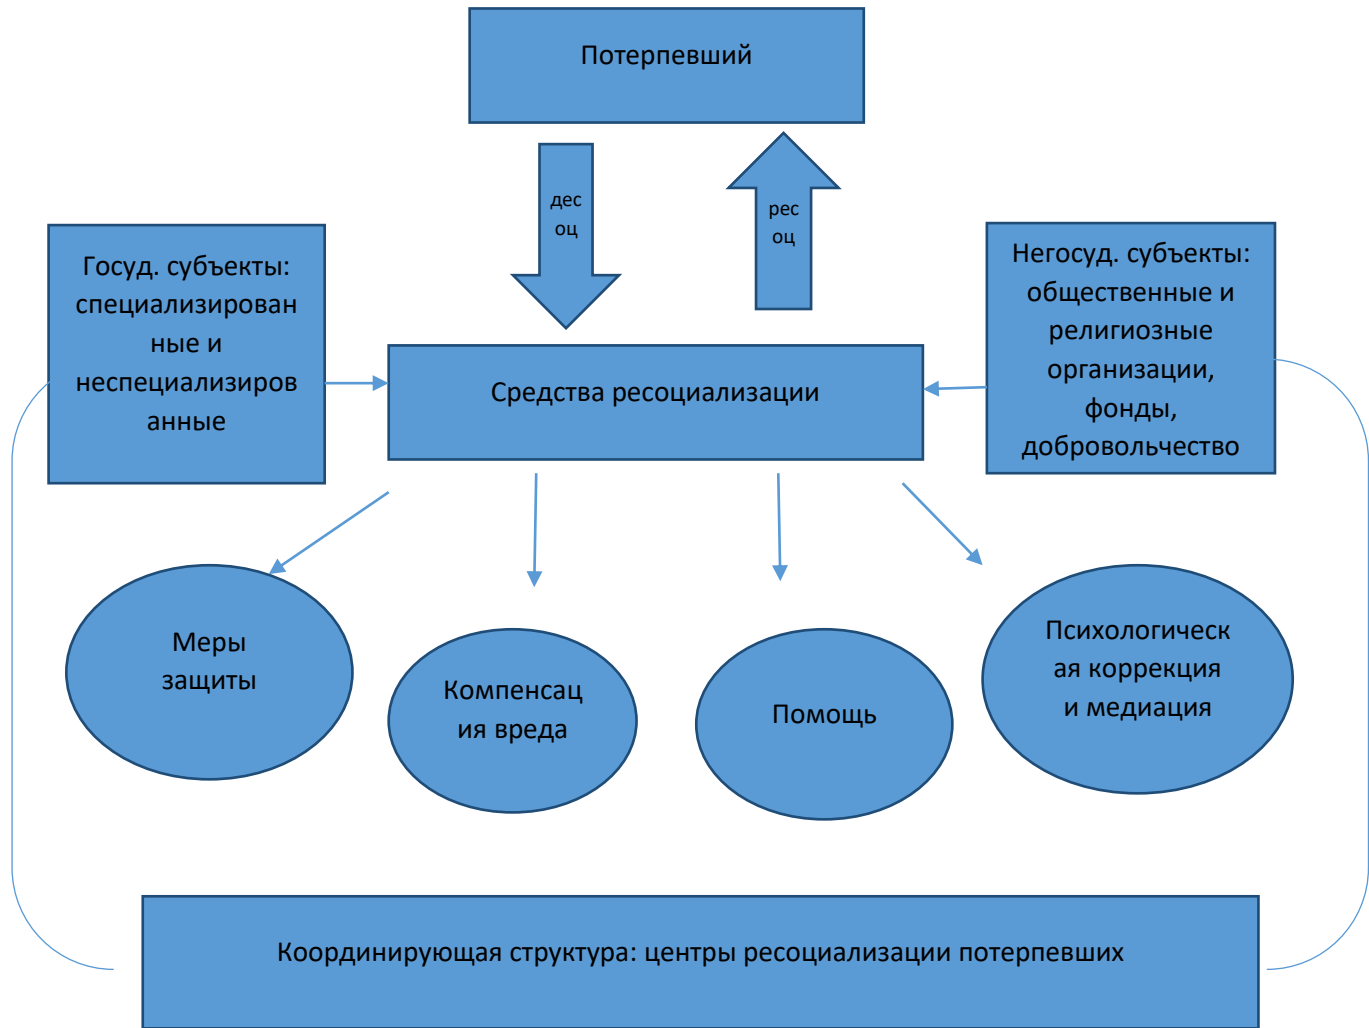 Потерпевший
дес
оц
рес
оц
Госуд. субъекты:
специализирован
ные и
неспециализиров
анные
Средства ресоциализации
Негосуд. субъекты:
общественные и
религиозные
организации,
фонды,
добровольчество
Меры
защиты
Компенсац
ия вреда
Помощь
Психологическ
ая коррекция
и медиация
Координирующая структура: центры ресоциализации потерпевших